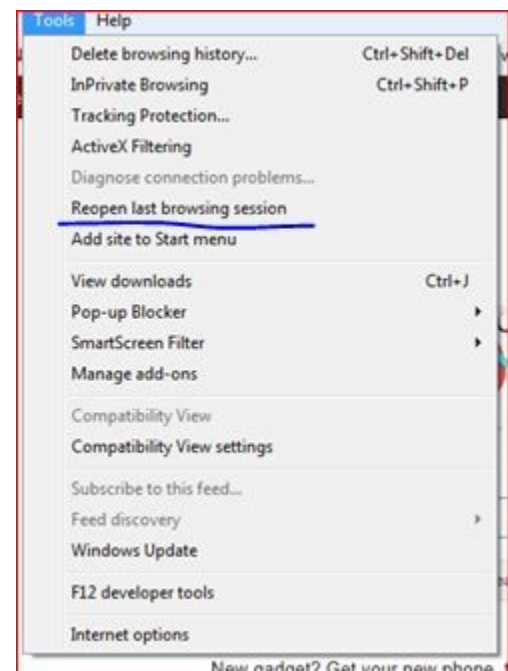 Tools Help
Delete browsing history... Ctrl+Shift+Del
InPrivate Browsing Ctrl+Shift+P
Tracking Protection...
ActiveX Filtering
Diagnose connection problems...
Reopen last browsing session
Add site to Start menu
View downloads Ctrl+J
Pop-up Blocker
SmartScreen Filter
Manage add-ons
Compatibility View
Compatibility View settings
Subscribe to this feed...
Feed discovery
Windows Update
F12 developer tools
Internet options
New gadget? Get your new phone,